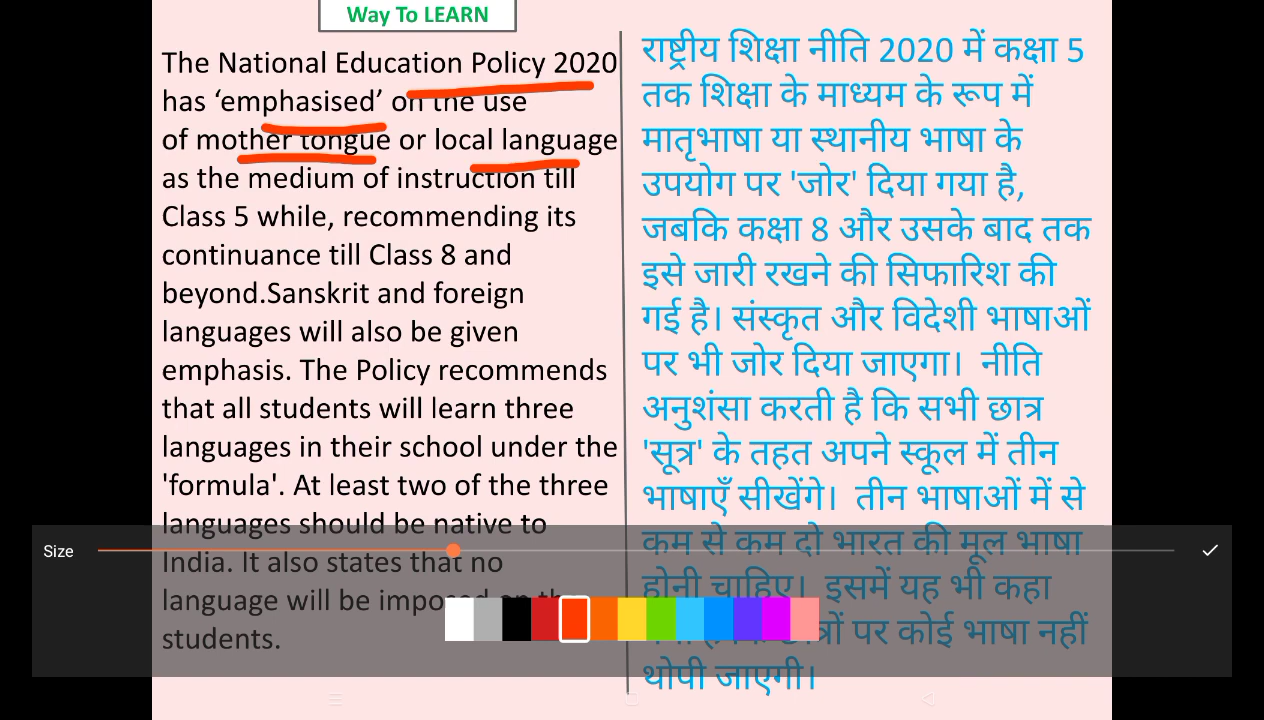 Way To LEARN
The National Education Policy 2020
has ‘emphasised’ on the use
of mother tongue or local language
as the medium of instruction till
Class 5 while, recommending its
continuance till Class 8 and
beyond.Sanskrit and foreign
languages will also be given
emphasis. The Policy recommends
that all students will learn three
languages in their school under the
'formula'. At least two of the three
languages should be native to
India. It also states that no
language will be imposed on the
students.
राष्ट्रीय शिक्षा नीति 2020 में कक्षा 5
तक शिक्षा के माध्यम के रूप में
मातृभाषा या स्थानीय भाषा के
उपयोग पर 'जोर' दिया गया है,
जबकि कक्षा 8 और उसके बाद तक
इसे जारी रखने की सिफारिश की
गई है। संस्कृत और विदेशी भाषाओं
पर भी जोर दिया जाएगा। नीति
अनुशंसा करती है कि सभी छात्र
'सूत्र' के तहत अपने स्कूल में तीन
भाषाएँ सीखेंगे। तीन भाषाओं में से
कम से कम दो भारत की मूल भाषा
होनी चाहिए। इसमें यह भी कहा
पर कोई भाषा नहीं
थोपी जाएगी।
Size